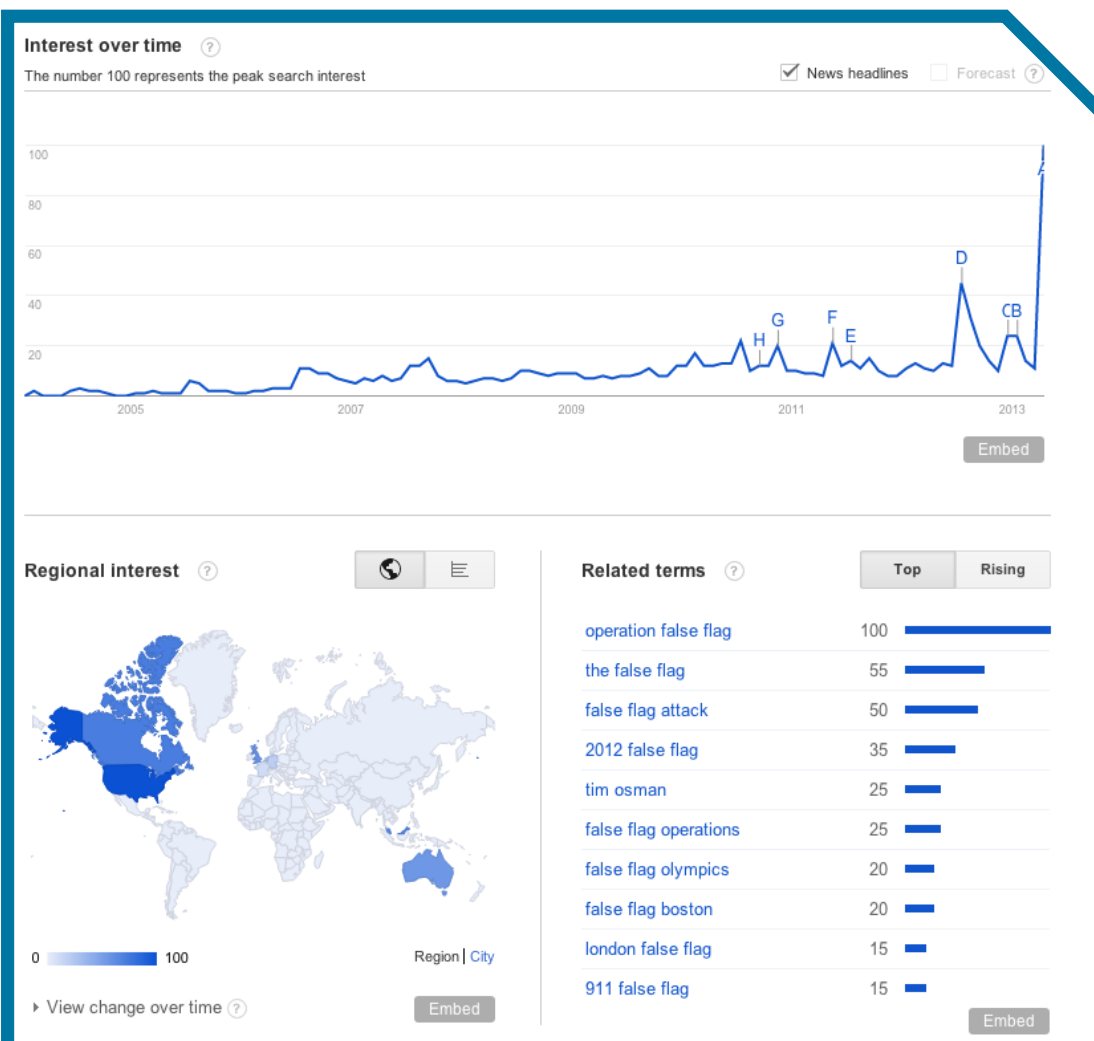 Interest over time ?
The number 100 represents the peak search interest
News headlines Forecast ?
100
80
60
40
20
A
D
C B
G
H
F
E
2005 2007 2009 2011 2013
Embed
Regional interest ?
0 100
Region | City
View change over time ?
Embed
Related terms ?
Top Rising
operation false flag 100
the false flag 55
false flag attack 50
2012 false flag 35
tim osman 25
false flag operations 25
false flag olympics 20
false flag boston 20
london false flag 15
911 false flag 15
Embed